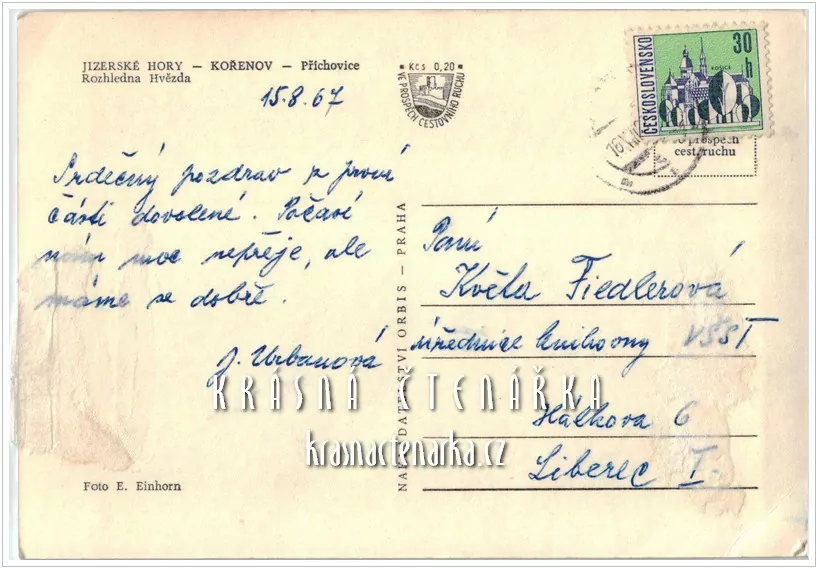 JIZERSKÉ HORY — KOŘENOV — Příchovice
Rozhledna Hvězda
15.8.67
Srdečný pozdrav z první
části dovolené. Počasí
nám moc nepřeje, ale
máme se dobře.
J. Urbanová
Foto E. Einhorn
Kčs 0,20
VE PROSPĚCH CESTOVNÍHO RUCHU
NAKLADATELSTVÍ ORBIS — PRAHA
ČESKOSLOVENSKO
30 h
KOŠICE
prospěch
cest. ruchu
Paní
Květa Fiedlerová
úřednice knihovny VŠST
Hálkova 6
Liberec I.
KRÁSNÁ ČTENÁŘKA
krasnactenarka.cz